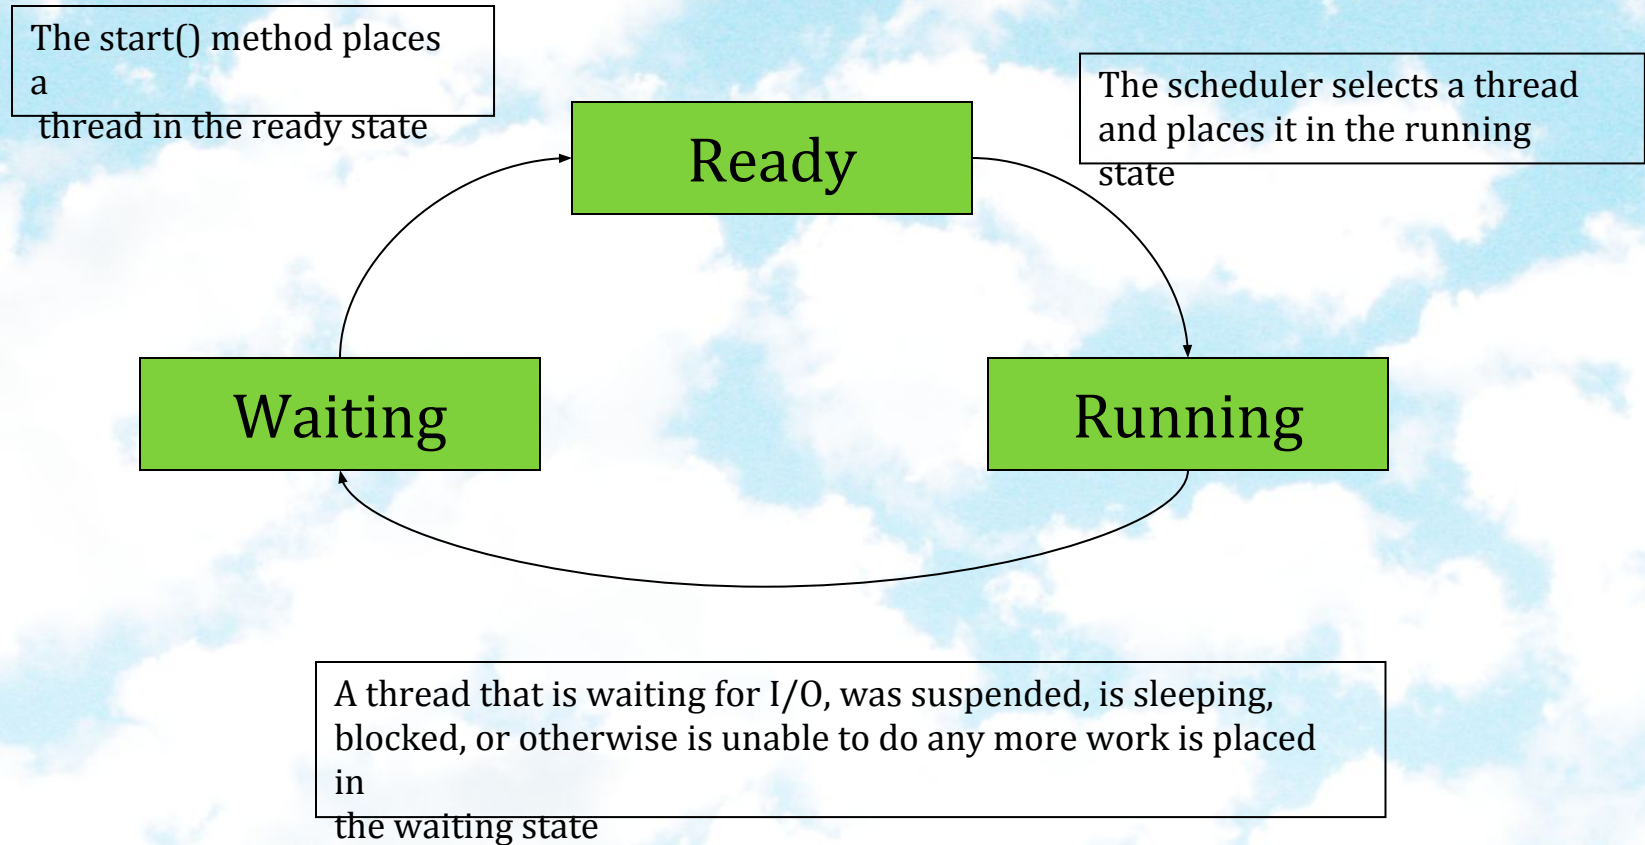 The start() method places
a
thread in the ready state
The scheduler selects a thread
and places it in the running
state
Ready
Waiting
Running
A thread that is waiting for I/O, was suspended, is sleeping,
blocked, or otherwise is unable to do any more work is placed
in
the waiting state